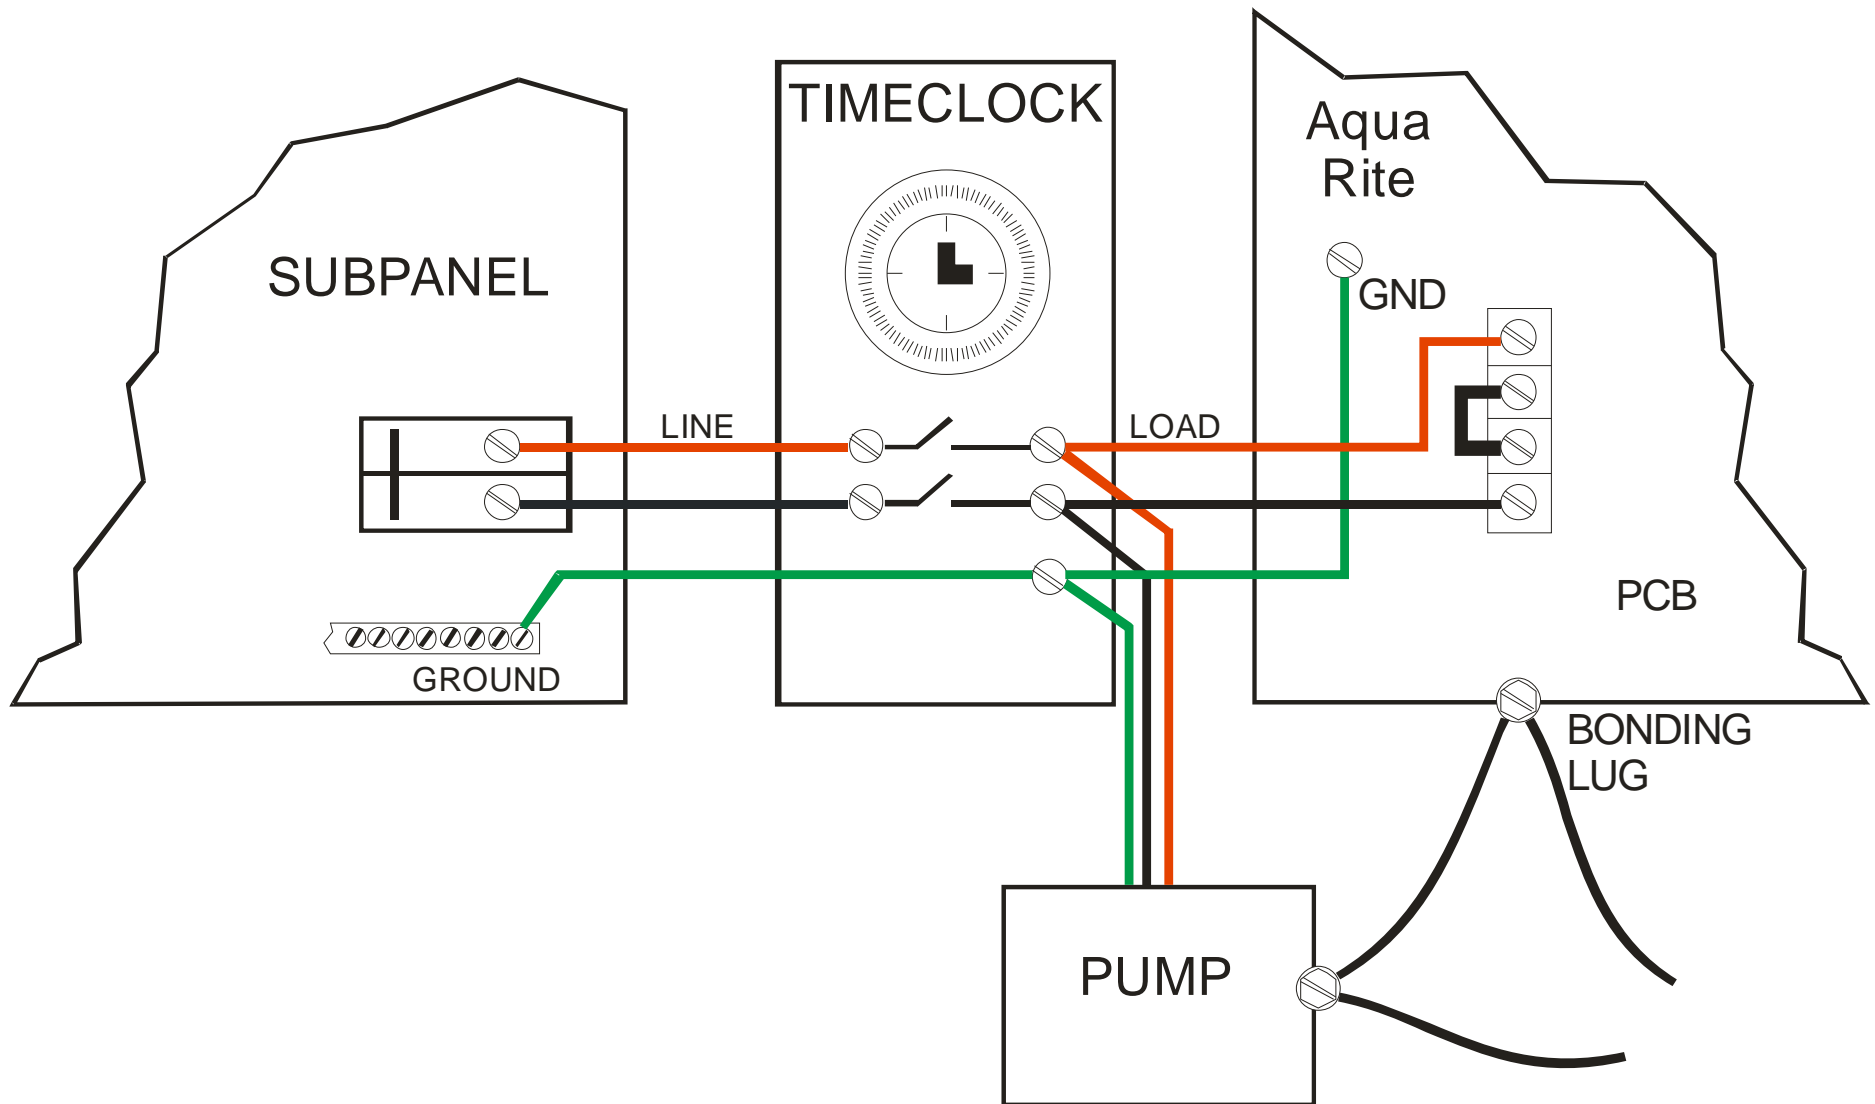 TIMECLOCK
Aqua
Rite
SUBPANEL
GND
LINE
LOAD
PCB
GROUND
BONDING
LUG
PUMP